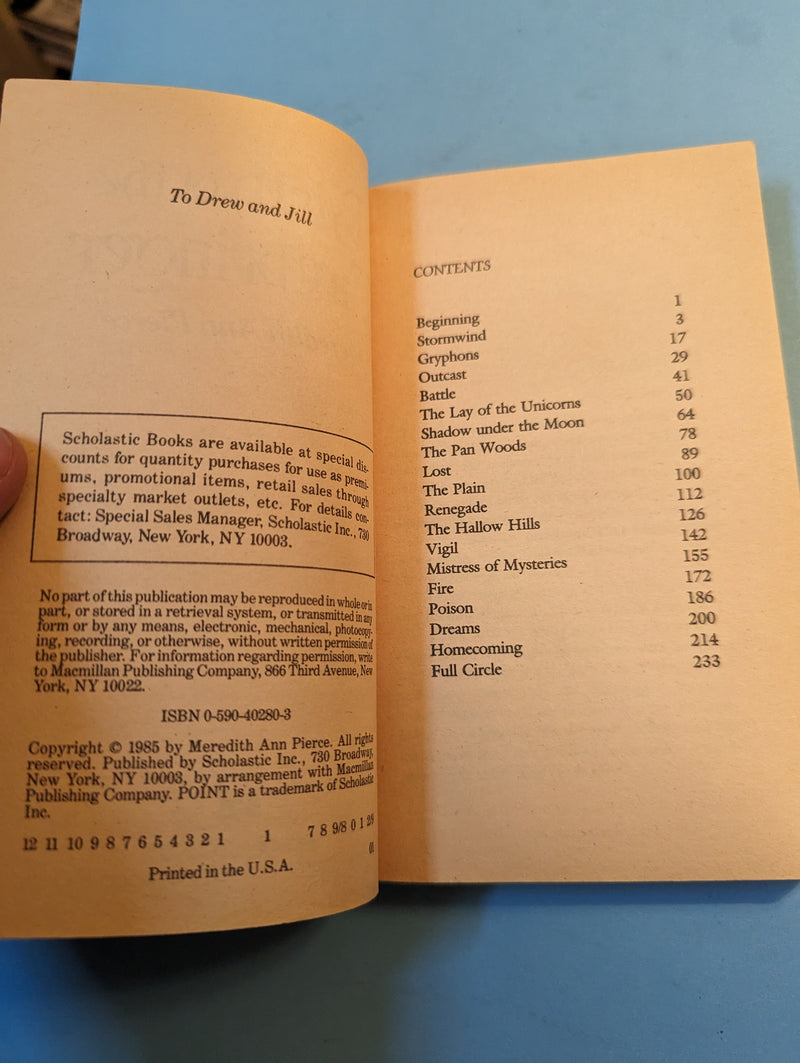 To Drew and Jill
Scholastic Books are available at special dis-
counts for quantity purchases for use as premi-
ums, promotional items, retail sales through
specialty market outlets, etc. For details con-
tact: Special Sales Manager, Scholastic Inc., 730
Broadway, New York, NY 10003.
No part of this publication may be reproduced in whole or in
part, or stored in a retrieval system, or transmitted in any
form or by any means, electronic, mechanical, photocopy-
ing, recording, or otherwise, without written permission of
the publisher. For information regarding permission, write
to Macmillan Publishing Company, 866 Third Avenue, New
York, NY 10022.
ISBN 0-590-40280-3
Copyright © 1985 by Meredith Ann Pierce. All rights
reserved. Published by Scholastic Inc., 730 Broadway,
New York, NY 10003, by arrangement with Macmillan
Publishing Company. POINT is a trademark of Scholastic
Inc.
12 11 10 9 8 7 6 5 4 3 2 1 1 7 8 9/8 0 1
01
Printed in the U.S.A.
CONTENTS
Beginning 1
Stormwind 3
Gryphons 17
Outcast 29
Battle 41
The Lay of the Unicorns 50
Shadow under the Moon 64
The Pan Woods 78
Lost 89
The Plain 100
Renegade 112
The Hallow Hills 126
Vigil 142
Mistress of Mysteries 155
Fire 172
Poison 186
Dreams 200
Homecoming 214
Full Circle 233